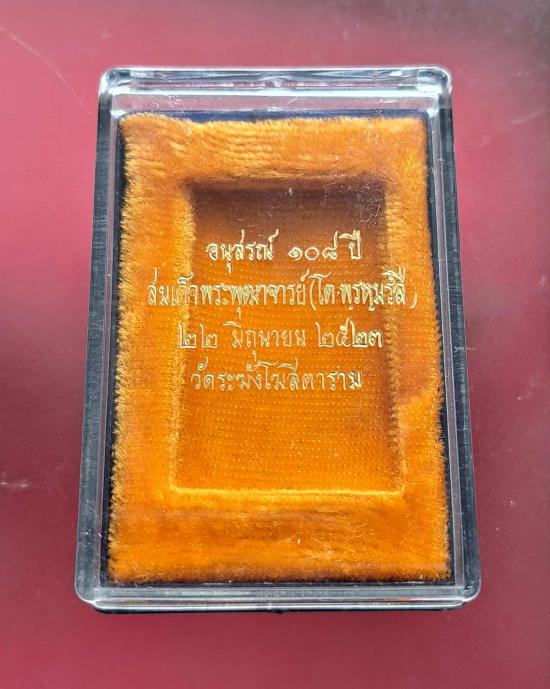 อนุสรณ์ ๑๐๘ ปี
สมเด็จพระพุฒาจารย์ (โต พรหมรํสี)
๒๒ มิถุนายน ๒๕๒๓
วัดระฆังโฆสิตาราม